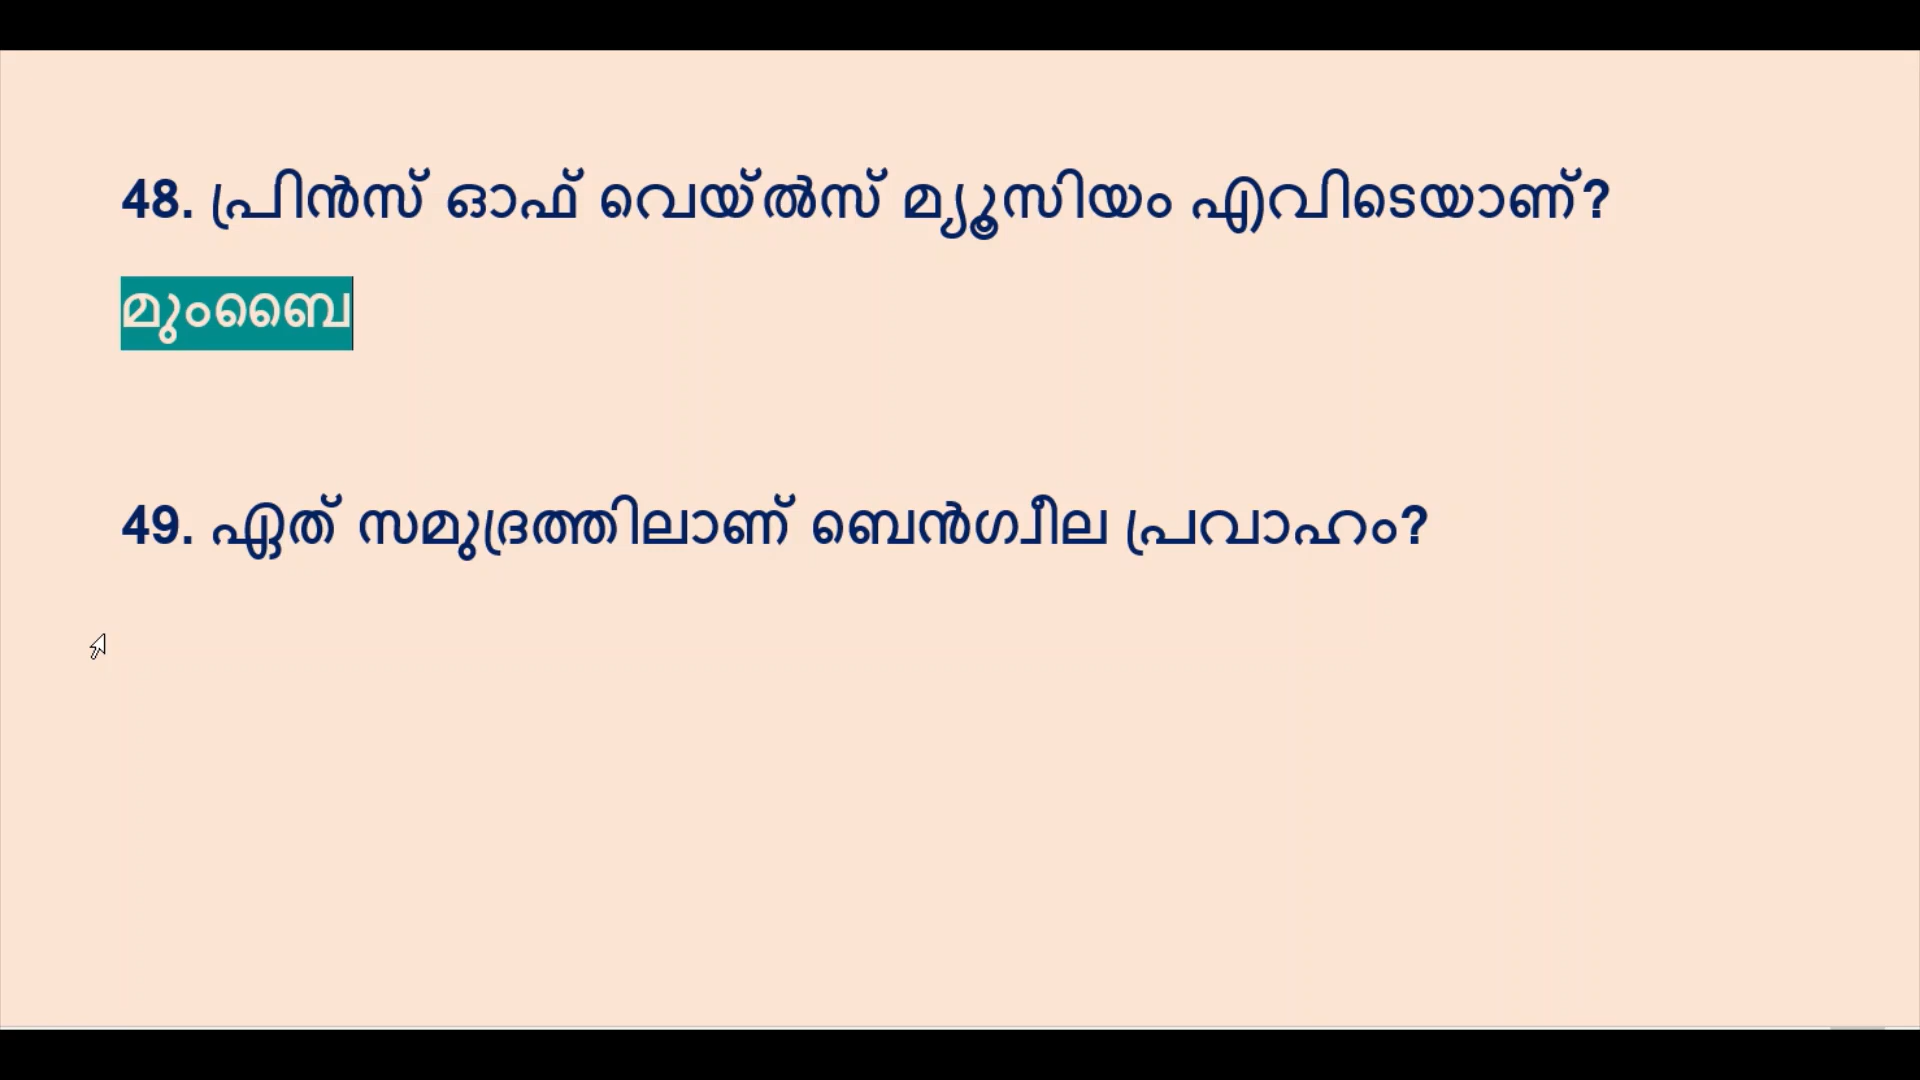 48. പ്രിൻസ് ഓഫ് വെയ്ൽസ് മ്യൂസിയം എവിടെയാണ്?
മുംബൈ
49. ഏത് സമുദ്രത്തിലാണ് ബെൻഗ്വീല പ്രവാഹം?